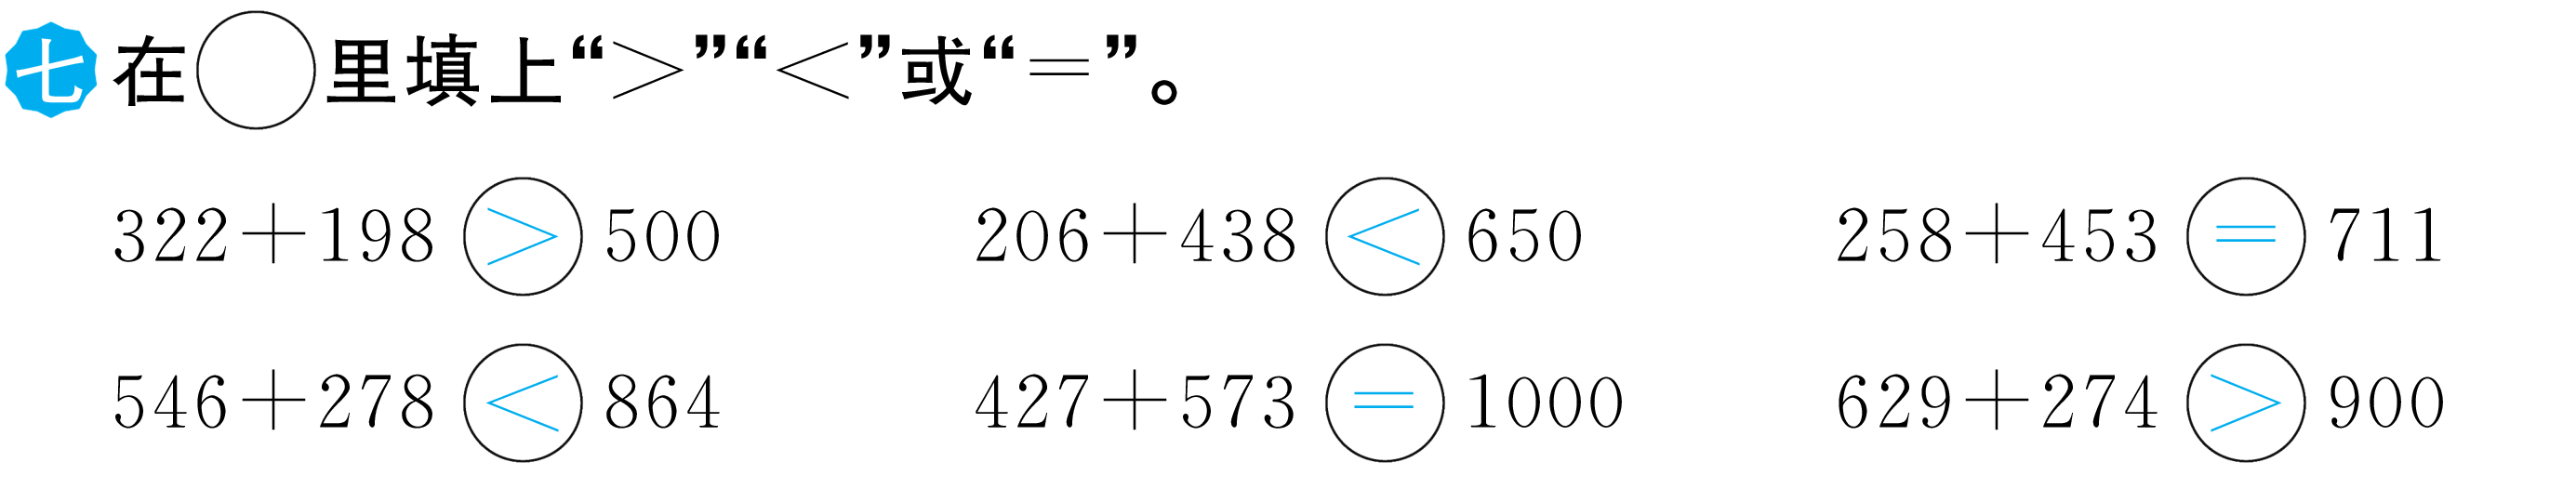 七 在○里填上“>”“<”或“=”。
322+198 > 500 206+438 < 650 258+453 = 711
546+278 < 864 427+573 = 1000 629+274 > 900